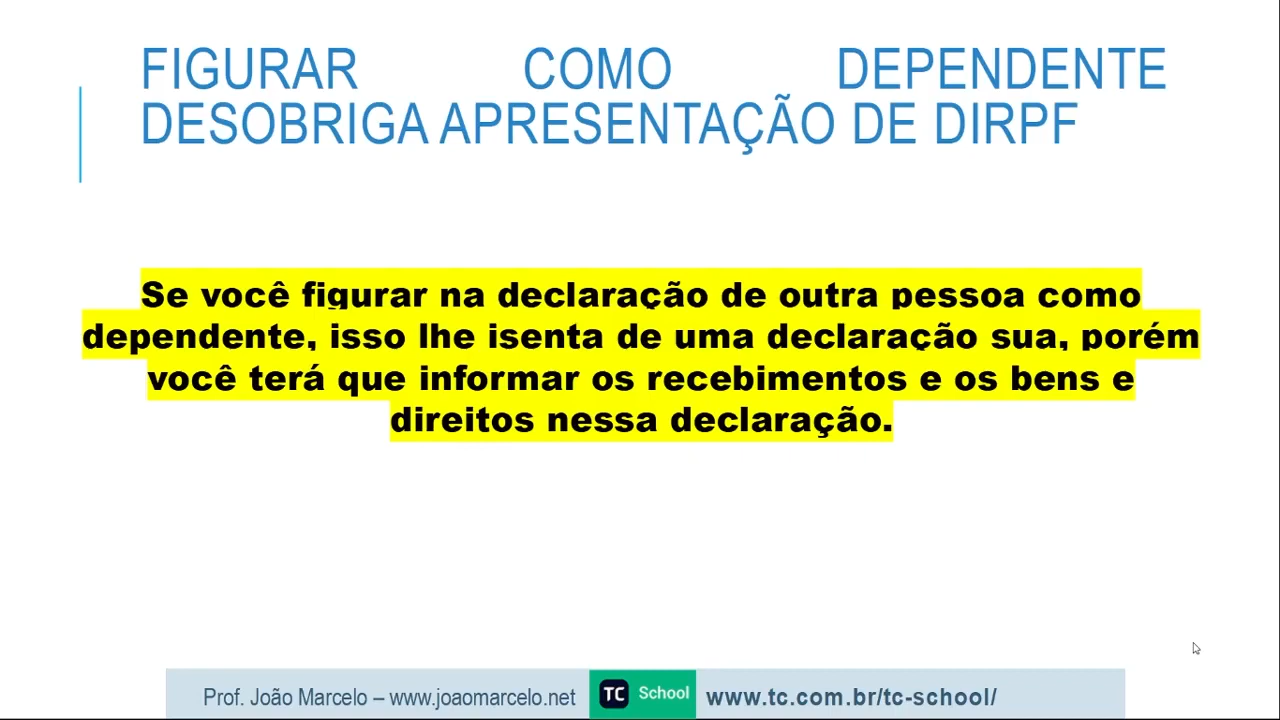 FIGURAR COMO DEPENDENTE
DESOBRIGA APRESENTAÇÃO DE DIRPF
Se você figurar na declaração de outra pessoa como
dependente, isso lhe isenta de uma declaração sua, porém
você terá que informar os recebimentos e os bens e
direitos nessa declaração.
Prof. João Marcelo – www.joaomarcelo.net TC School www.tc.com.br/tc-school/